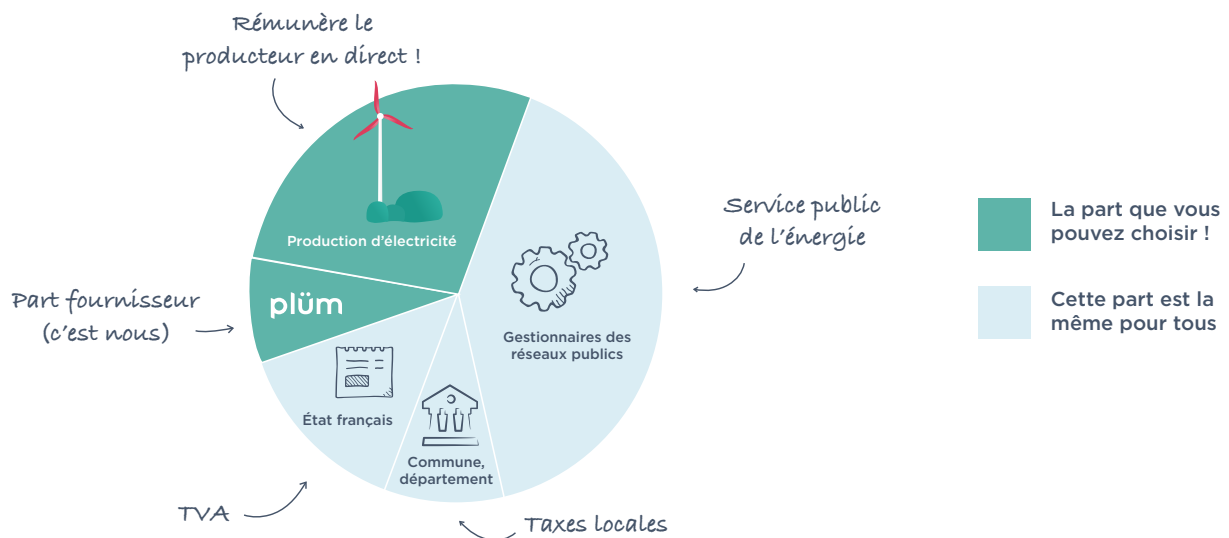 Rémunère le
producteur en direct !
Production d'électricité
plüm
Part fournisseur
(c'est nous)
État français
TVA
Commune,
département
Taxes locales
Gestionnaires des
réseaux publics
Service public
de l'énergie
La part que vous
pouvez choisir !
Cette part est la
même pour tous